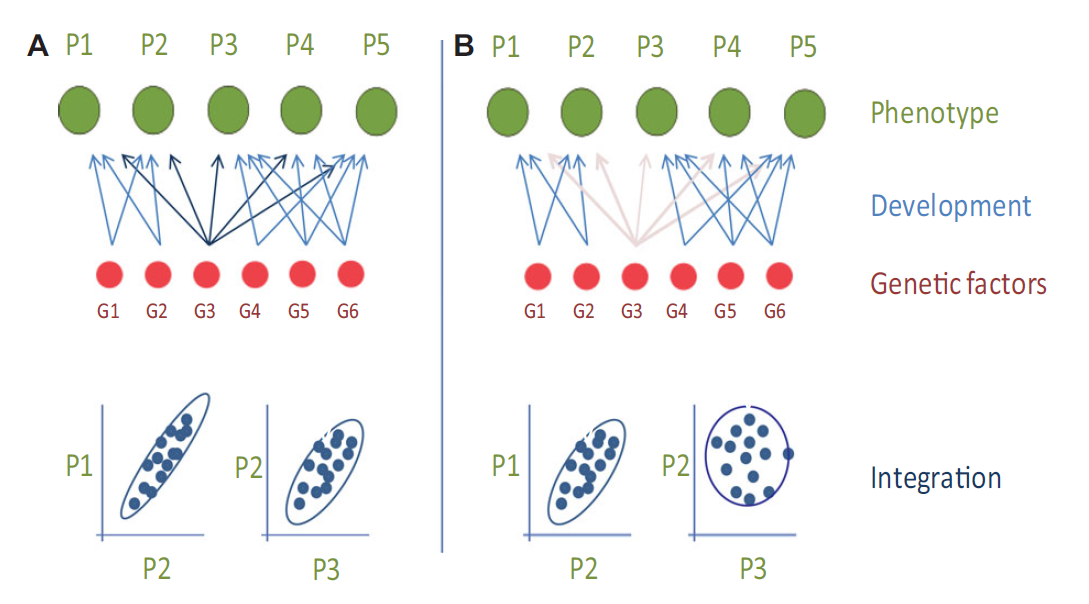 A P1 P2 P3 P4 P5
B P1 P2 P3 P4 P5
Phenotype
Development
Genetic factors
G1 G2 G3 G4 G5 G6
G1 G2 G3 G4 G5 G6
P1
P2
P2
P3
P1
P2
P2
P3
Integration